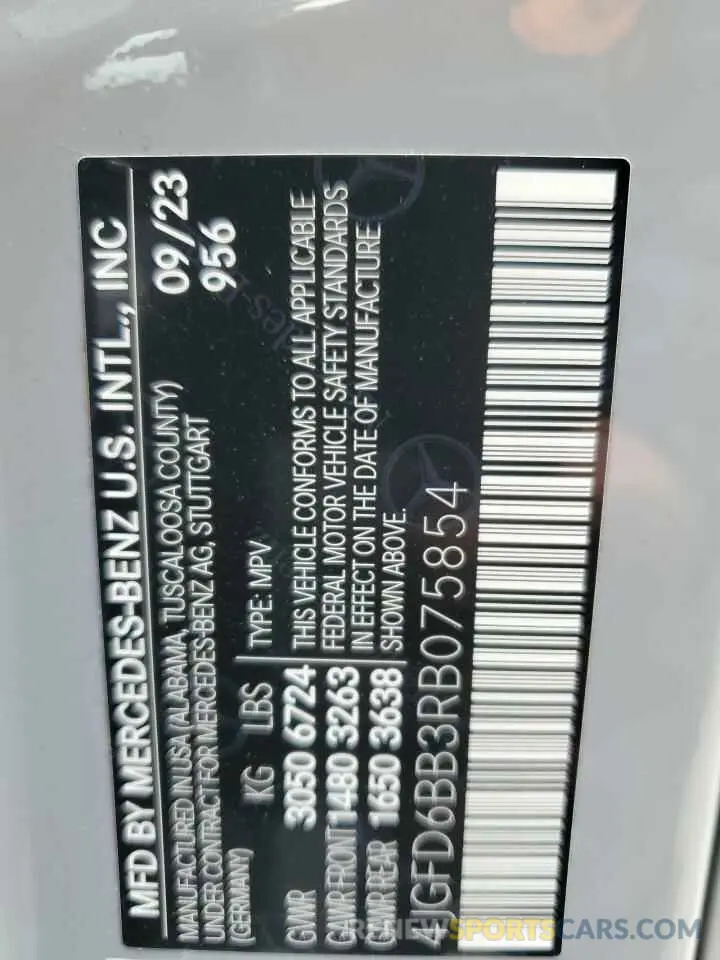 MFD BY MERCEDES-BENZ U.S. INTL., INC
MANUFACTURED IN USA (ALABAMA, TUSCALOOSA COUNTY)
UNDER CONTRACT FOR MERCEDES-BENZ AG, STUTTGART
(GERMANY)
09/23
956
KG LBS
TYPE: MPV
GVWR 3050 6724
GAWR FRONT 1480 3263
GAWR REAR 1650 3638
THIS VEHICLE CONFORMS TO ALL APPLICABLE
FEDERAL MOTOR VEHICLE SAFETY STANDARDS
IN EFFECT ON THE DATE OF MANUFACTURE
SHOWN ABOVE.
4JGFD6BB3RB075854
RENEWSPORTSCARS.COM